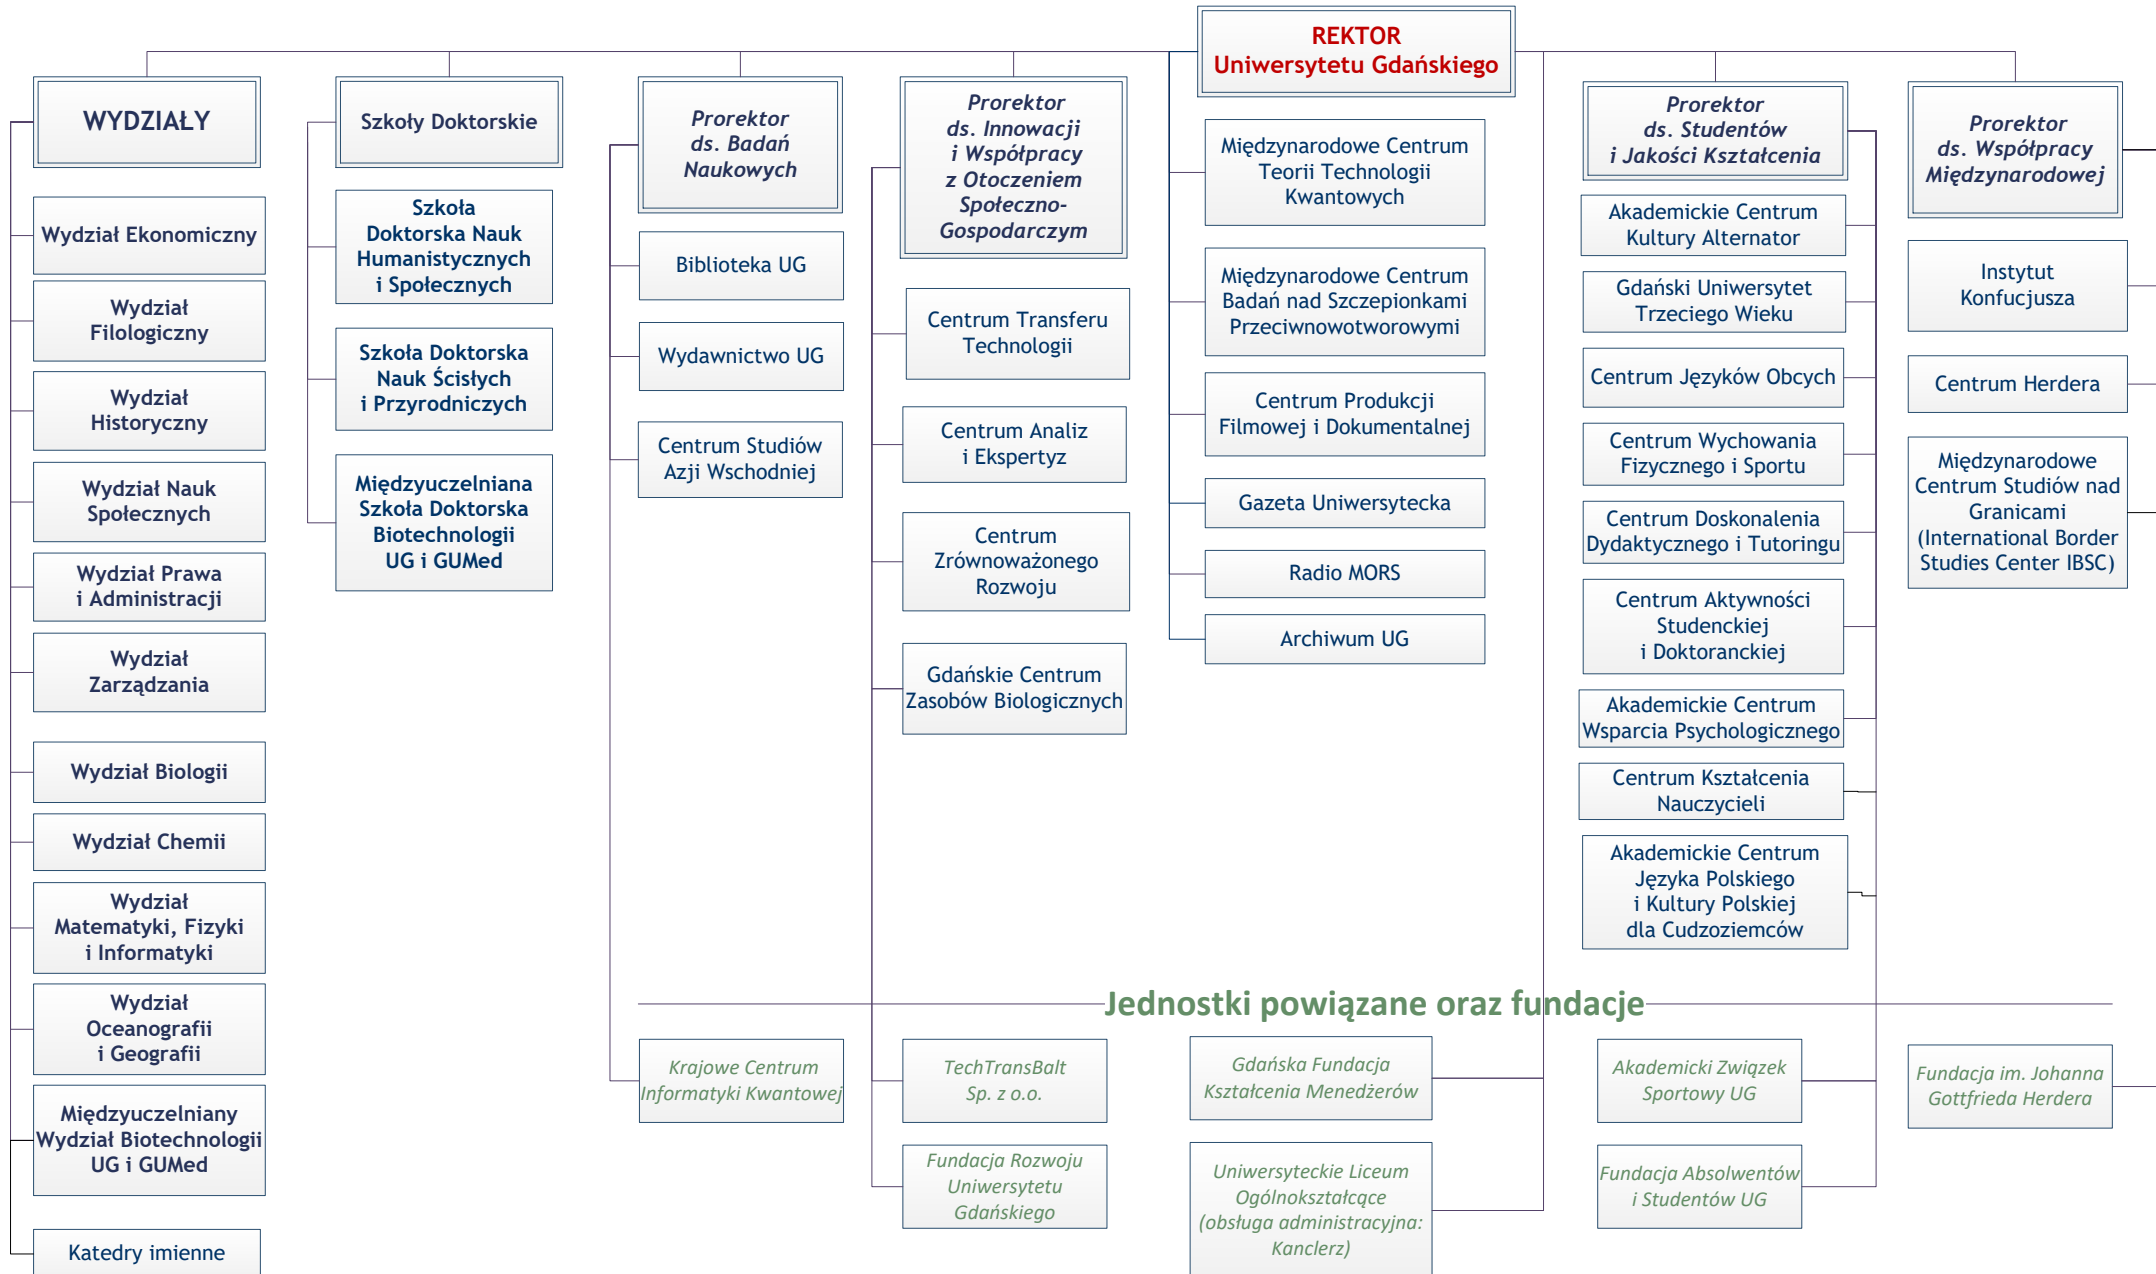 REKTOR
Uniwersytetu Gdańskiego
WYDZIAŁY
Wydział Ekonomiczny
Wydział
Filologiczny
Wydział
Historyczny
Wydział Nauk
Społecznych
Wydział Prawa
i Administracji
Wydział
Zarządzania
Wydział Biologii
Wydział Chemii
Wydział
Matematyki, Fizyki
i Informatyki
Wydział
Oceanografii
i Geografii
Międzyuczelniany
Wydział Biotechnologii
UG i GUMed
Katedry imienne
Szkoły Doktorskie
Szkoła
Doktorska Nauk
Humanistycznych
i Społecznych
Szkoła Doktorska
Nauk Ścisłych
i Przyrodniczych
Międzyuczelniana
Szkoła Doktorska
Biotechnologii
UG i GUMed
Prorektor
ds. Badań
Naukowych
Biblioteka UG
Wydawnictwo UG
Centrum Studiów
Azji Wschodniej
Prorektor
ds. Innowacji
i Współpracy
z Otoczeniem
Społeczno-
Gospodarczym
Centrum Transferu
Technologii
Centrum Analiz
i Ekspertyz
Centrum
Zrównoważonego
Rozwoju
Gdańskie Centrum
Zasobów Biologicznych
Międzynarodowe Centrum
Teorii Technologii
Kwantowych
Międzynarodowe Centrum
Badań nad Szczepionkami
Przeciwnowotworowymi
Centrum Produkcji
Filmowej i Dokumentalnej
Gazeta Uniwersytecka
Radio MORS
Archiwum UG
Prorektor
ds. Studentów
i Jakości Kształcenia
Akademickie Centrum
Kultury Alternator
Gdański Uniwersytet
Trzeciego Wieku
Centrum Języków Obcych
Centrum Wychowania
Fizycznego i Sportu
Centrum Doskonalenia
Dydaktycznego i Tutoringu
Centrum Aktywności
Studenckiej
i Doktoranckiej
Akademickie Centrum
Wsparcia Psychologicznego
Centrum Kształcenia
Nauczycieli
Akademickie Centrum
Języka Polskiego
i Kultury Polskiej
dla Cudzoziemców
Prorektor
ds. Współpracy
Międzynarodowej
Instytut
Konfucjusza
Centrum Herdera
Międzynarodowe
Centrum Studiów nad
Granicami
(International Border
Studies Center IBSC)
Jednostki powiązane oraz fundacje
Krajowe Centrum
Informatyki Kwantowej
TechTransBalt
Sp. z o.o.
Fundacja Rozwoju
Uniwersytetu
Gdańskiego
Gdańska Fundacja
Kształcenia Menedżerów
Uniwersyteckie Liceum
Ogólnokształcące
(obsługa administracyjna:
Kanclerz)
Akademicki Związek
Sportowy UG
Fundacja Absolwentów
i Studentów UG
Fundacja im. Johanna
Gottfrieda Herdera